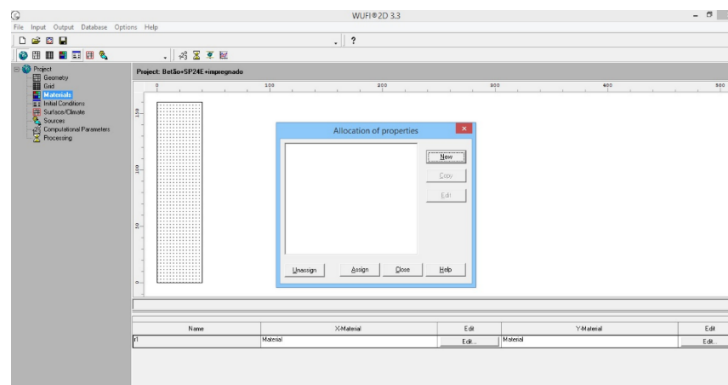 WUFI®2D 3.3
File Input Output Database Options Help
?
Project
Geometry
Grid
Materials
Initial Conditions
Surface/Climate
Sources
Computational Parameters
Processing
Project: Betão+SP24E+impregnado
0 100 200 300 400 500
100
50
0
Allocation of properties
New
Copy
Edit
Unassign Assign Close Help
Name X-Material Edit Y-Material Edit
Material Edit... Material Edit...